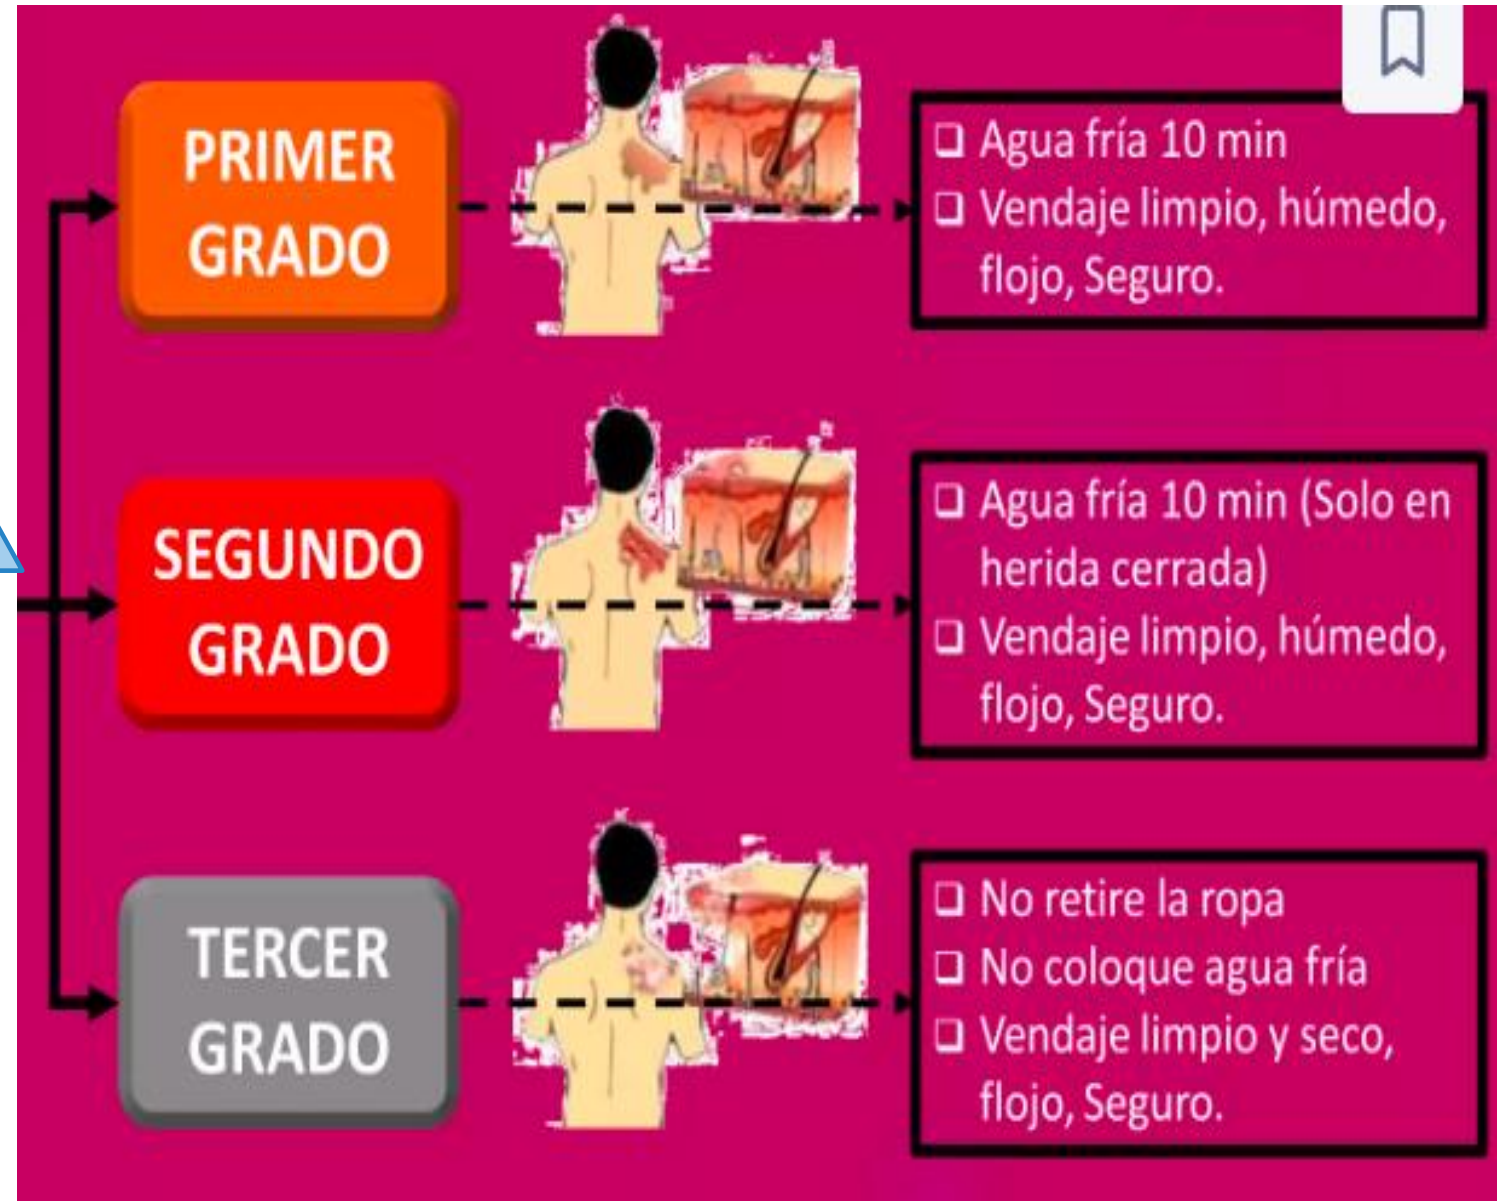 PRIMER
GRADO
❑ Agua fría 10 min
❑ Vendaje limpio, húmedo,
flojo, Seguro.
SEGUNDO
GRADO
❑ Agua fría 10 min (Solo en
herida cerrada)
❑ Vendaje limpio, húmedo,
flojo, Seguro.
TERCER
GRADO
❑ No retire la ropa
❑ No coloque agua fría
❑ Vendaje limpio y seco,
flojo, Seguro.